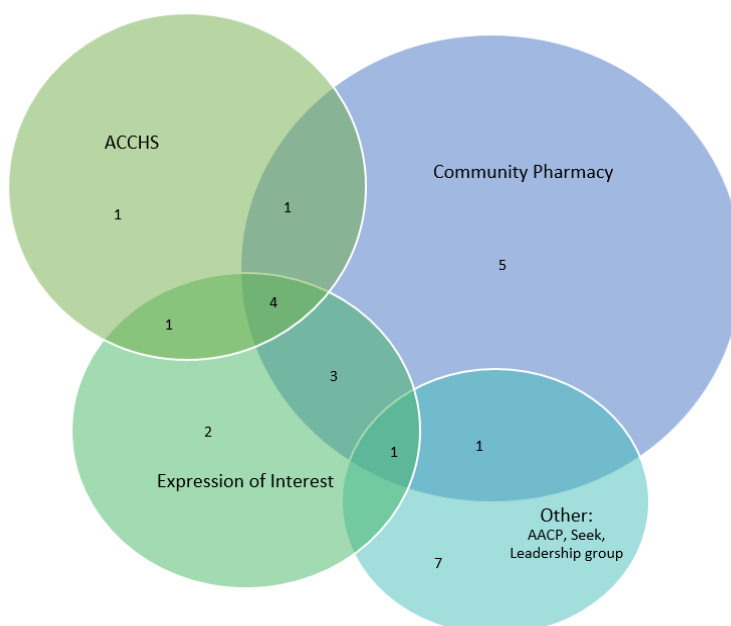 ACCHS
Community Pharmacy
1
1
5
4
1
3
2
1
1
Expression of Interest
Other:
AACP, Seek,
Leadership group
7